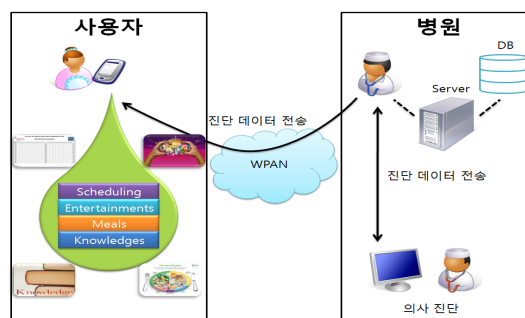 사용자
병원
DB
Server
진단 데이터 전송
WPAN
진단 데이터 전송
Scheduling
Entertainments
Meals
Knowledges
Knowledge
의사 진단